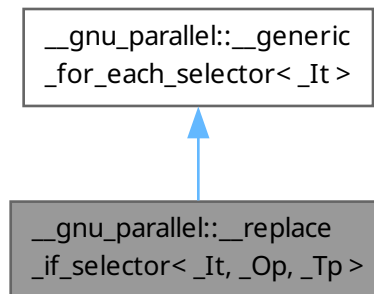 __gnu_parallel::__generic
_for_each_selector< _It >
__gnu_parallel::__replace
_if_selector< _It, _Op, _Tp >